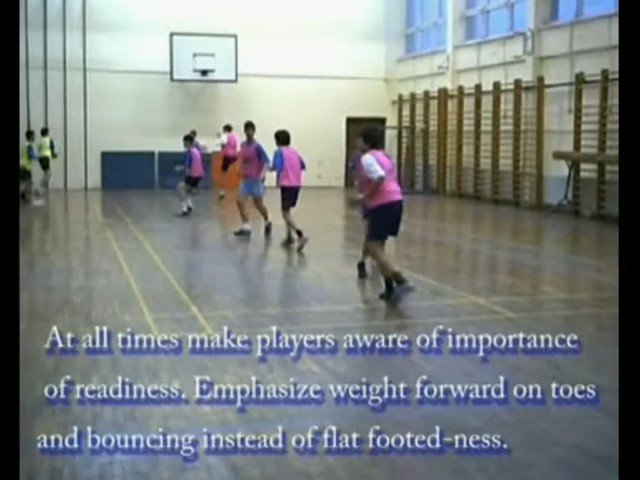 At all times make players aware of importance
of readiness. Emphasize weight forward on toes
and bouncing instead of flat footed-ness.